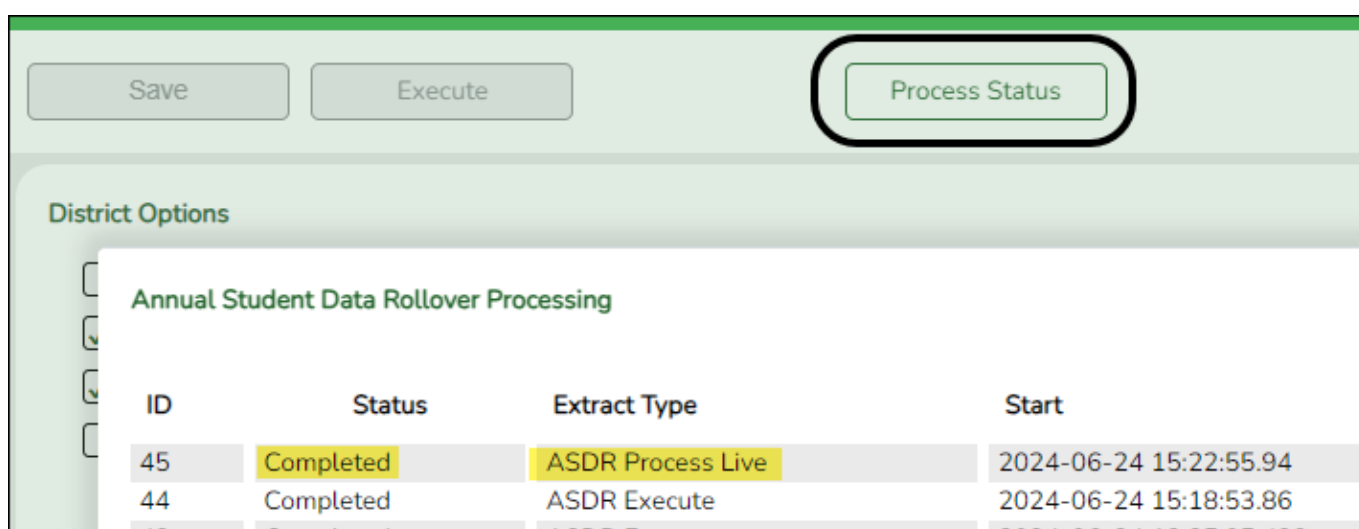 Save Execute Process Status
District Options
Annual Student Data Rollover Processing
ID Status Extract Type Start
45 Completed ASDR Process Live 2024-06-24 15:22:55.94
44 Completed ASDR Execute 2024-06-24 15:18:53.86